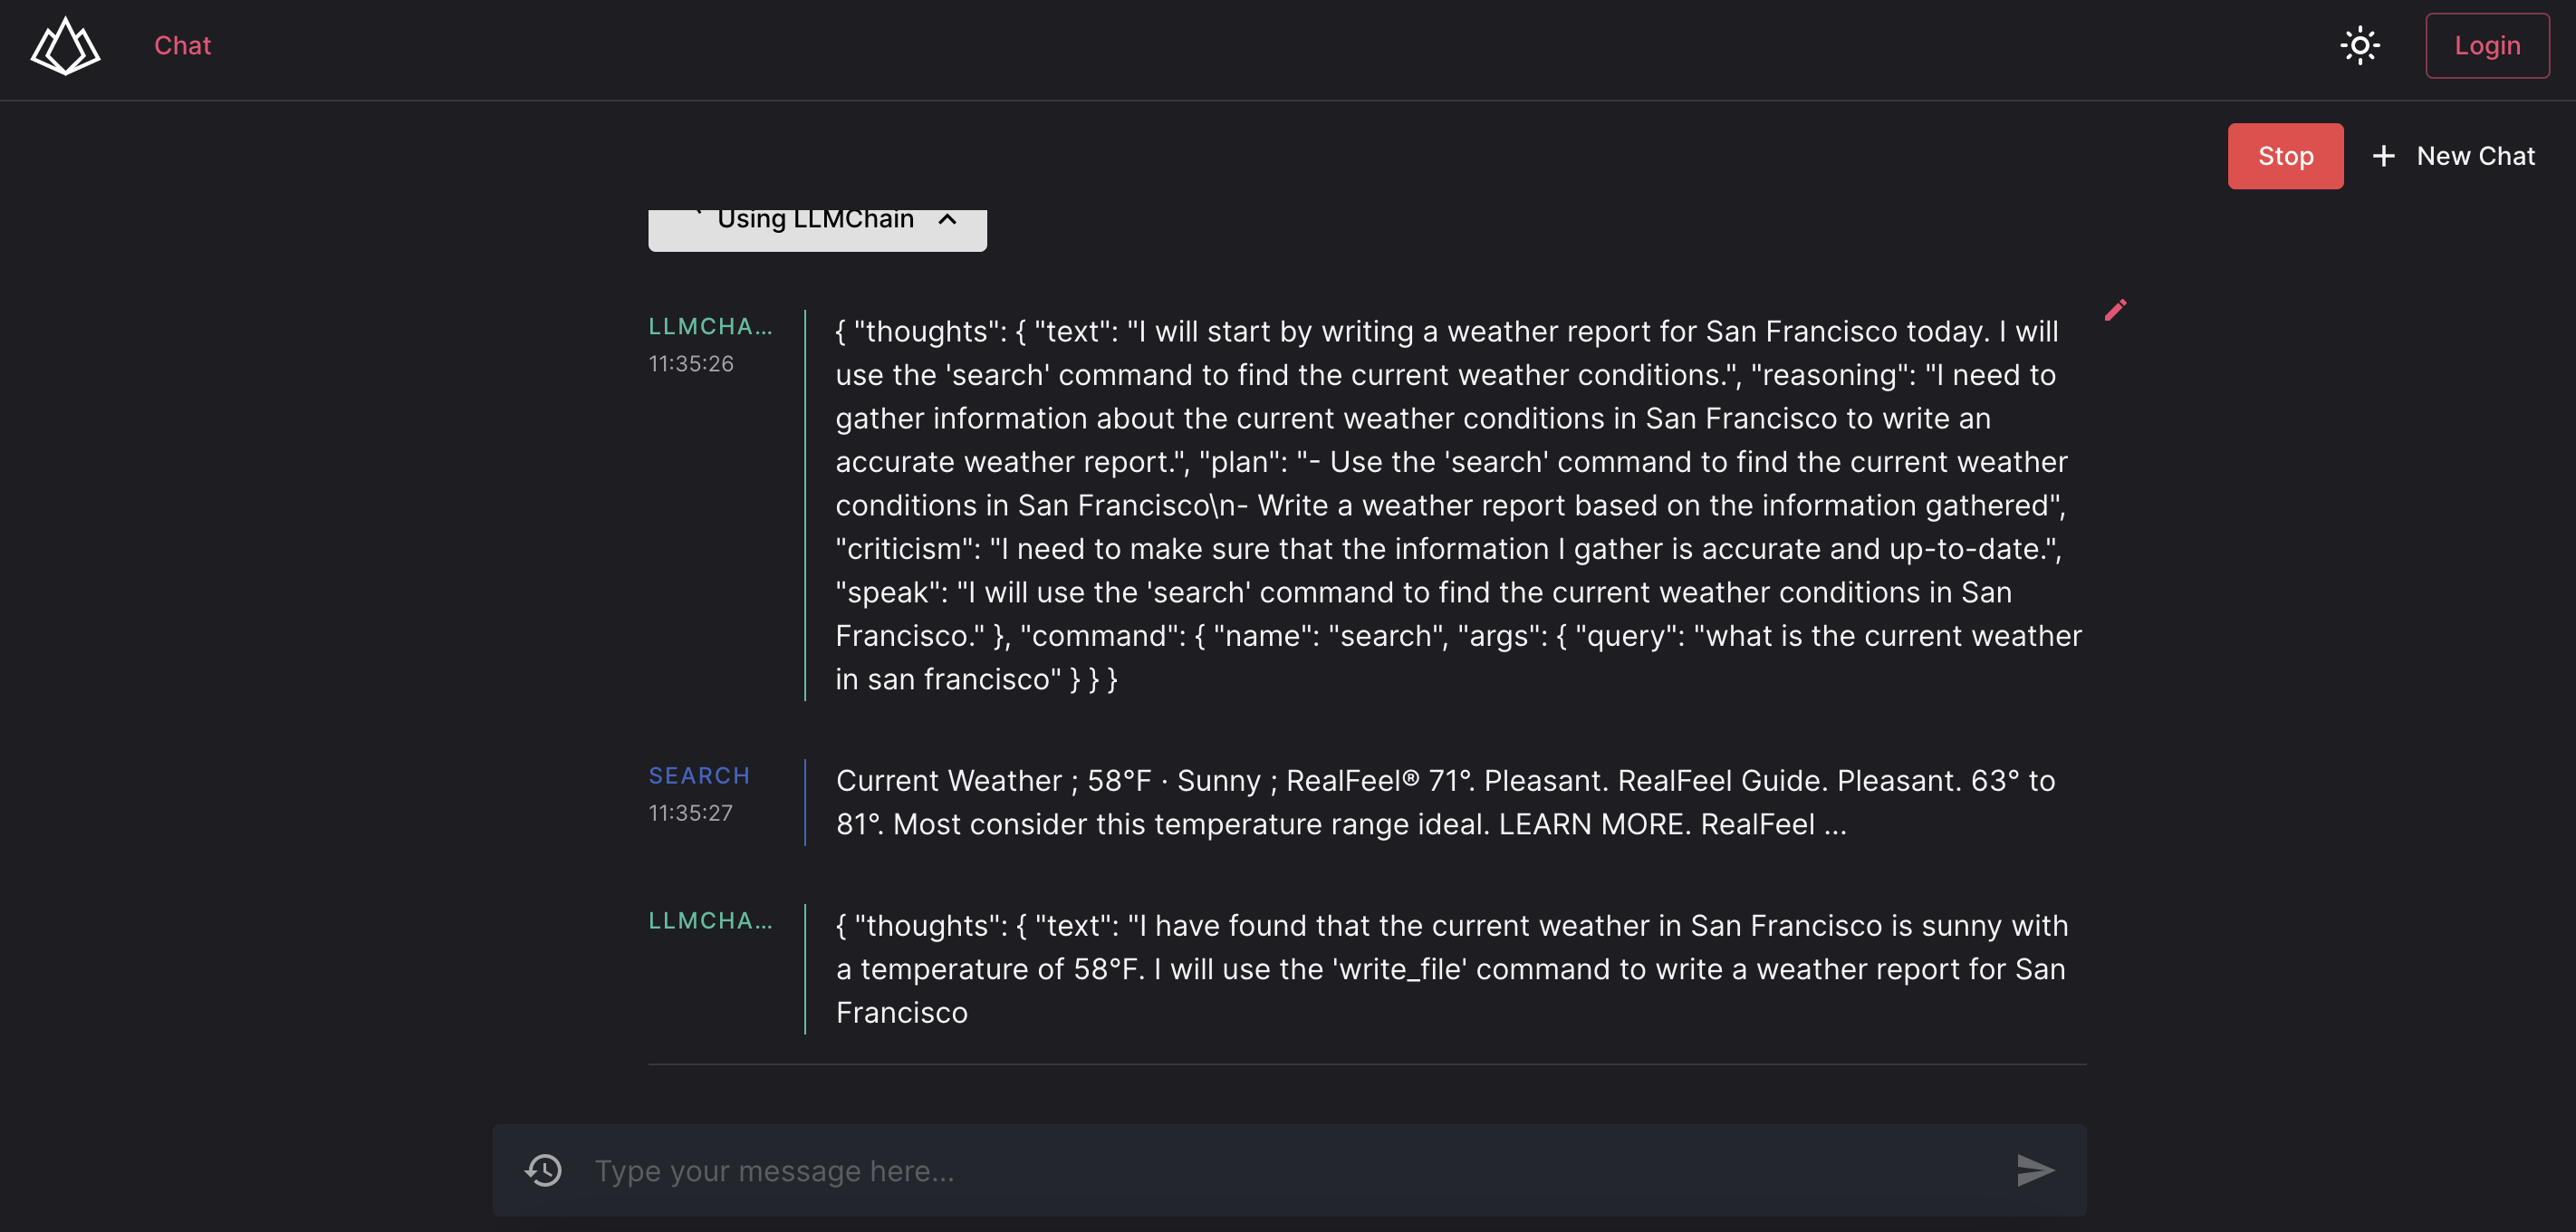 Chat
Login
Stop
New Chat
Using LLMChain
LLMCHA...
11:35:26
{ "thoughts": { "text": "I will start by writing a weather report for San Francisco today. I will
use the 'search' command to find the current weather conditions.", "reasoning": "I need to
gather information about the current weather conditions in San Francisco to write an
accurate weather report.", "plan": "- Use the 'search' command to find the current weather
conditions in San Francisco\n- Write a weather report based on the information gathered",
"criticism": "I need to make sure that the information I gather is accurate and up-to-date.",
"speak": "I will use the 'search' command to find the current weather conditions in San
Francisco." }, "command": { "name": "search", "args": { "query": "what is the current weather
in san francisco" } } }
SEARCH
11:35:27
Current Weather ; 58°F · Sunny ; RealFeel® 71°. Pleasant. RealFeel Guide. Pleasant. 63° to
81°. Most consider this temperature range ideal. LEARN MORE. RealFeel ...
LLMCHA...
{ "thoughts": { "text": "I have found that the current weather in San Francisco is sunny with
a temperature of 58°F. I will use the 'write_file' command to write a weather report for San
Francisco
Type your message here...